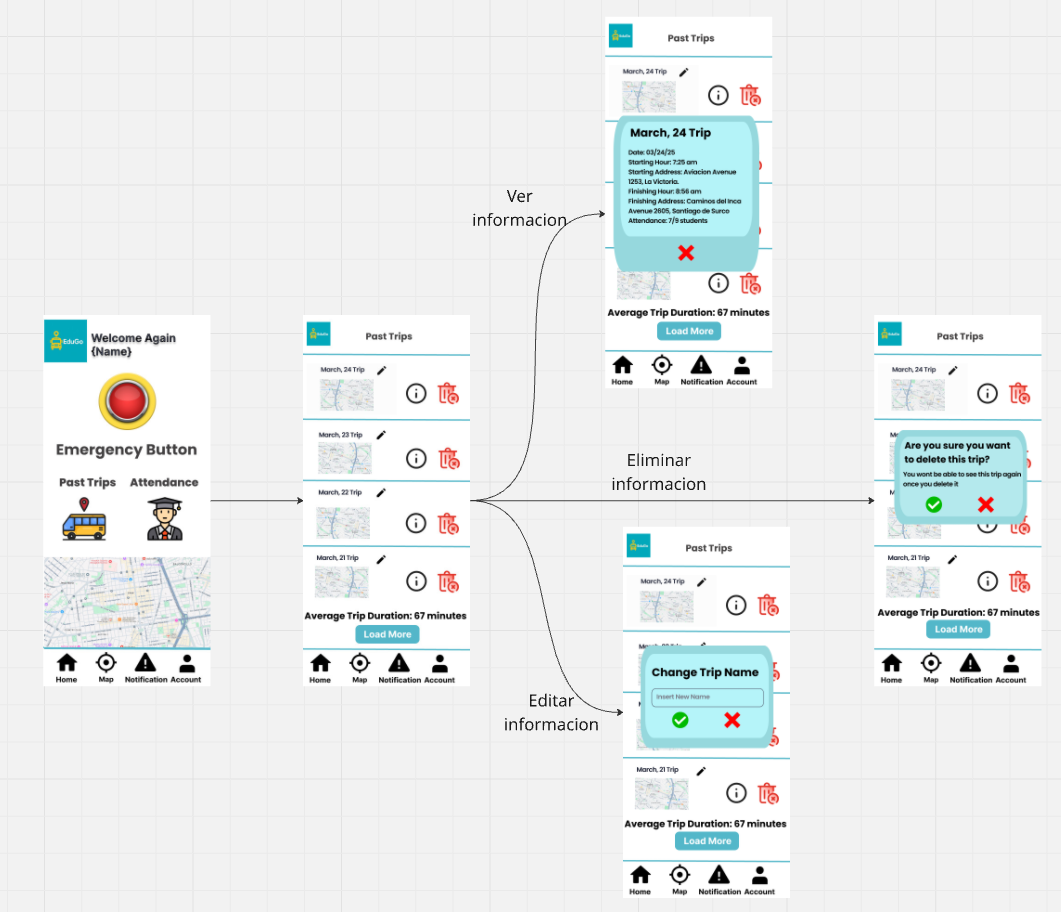 EduGo
Welcome Again
{Name}
Emergency Button
Past Trips
Attendance
Home
Map
Notification
Account
EduGo
Past Trips
March, 24 Trip
March, 23 Trip
March, 22 Trip
March, 21 Trip
Average Trip Duration: 67 minutes
Load More
Home
Map
Notification
Account
Ver
informacion
EduGo
Past Trips
March, 24 Trip
March, 24 Trip
Date: 03/24/25
Starting Hour: 7:25 am
Starting Address: Aviacion Avenue
1253, La Victoria.
Finishing Hour: 8:56 am
Finishing Address: Caminos del Inca
Avenue 2605, Santiago de Surco
Attendance: 7/9 students
Average Trip Duration: 67 minutes
Load More
Home
Map
Notification
Account
Eliminar
informacion
EduGo
Past Trips
March, 24 Trip
Are you sure you want
to delete this trip?
You wont be able to see this trip again
once you delete it
March, 21 Trip
Average Trip Duration: 67 minutes
Load More
Home
Map
Notification
Account
Editar
informacion
EduGo
Past Trips
March, 24 Trip
Change Trip Name
Insert New Name
March, 21 Trip
Average Trip Duration: 67 minutes
Load More
Home
Map
Notification
Account